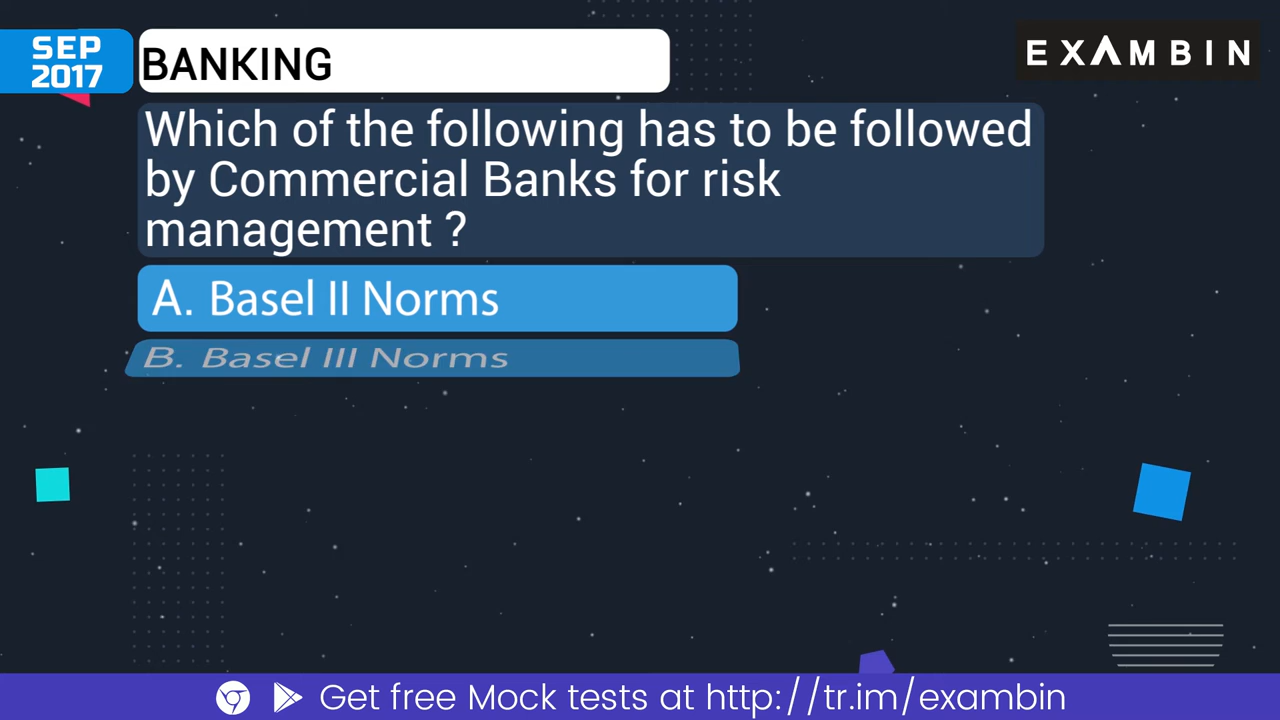 SEP
2017
BANKING
EXAMBIN
Which of the following has to be followed
by Commercial Banks for risk
management ?
A. Basel II Norms
B. Basel III Norms
Get free Mock tests at http://tr.im/exambin